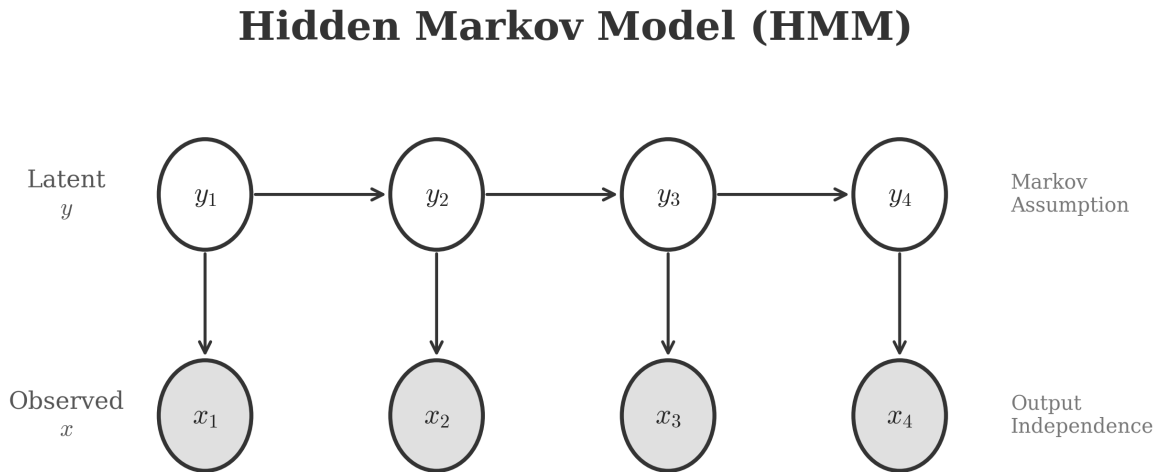 Hidden Markov Model (HMM)
Latent
y
y₁
y₂
y₃
y₄
Markov
Assumption
Observed
x
x₁
x₂
x₃
x₄
Output
Independence